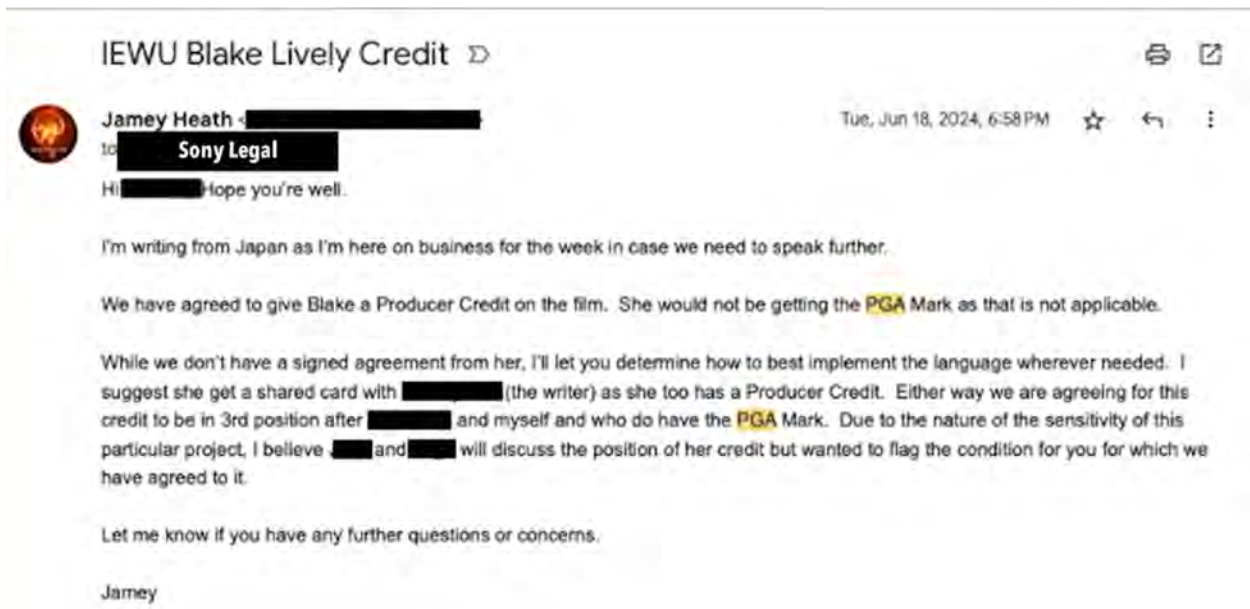 IEWU Blake Lively Credit
Jamey Heath <
Tue, Jun 18, 2024, 6:58 PM
to
Sony Legal
Hi Hope you're well.
I'm writing from Japan as I'm here on business for the week in case we need to speak further.
We have agreed to give Blake a Producer Credit on the film. She would not be getting the PGA Mark as that is not applicable.
While we don't have a signed agreement from her, I'll let you determine how to best implement the language wherever needed. I
suggest she get a shared card with (the writer) as she too has a Producer Credit. Either way we are agreeing for this
credit to be in 3rd position after and myself and who do have the PGA Mark. Due to the nature of the sensitivity of this
particular project, I believe and will discuss the position of her credit but wanted to flag the condition for you for which we
have agreed to it.
Let me know if you have any further questions or concerns.
Jamey